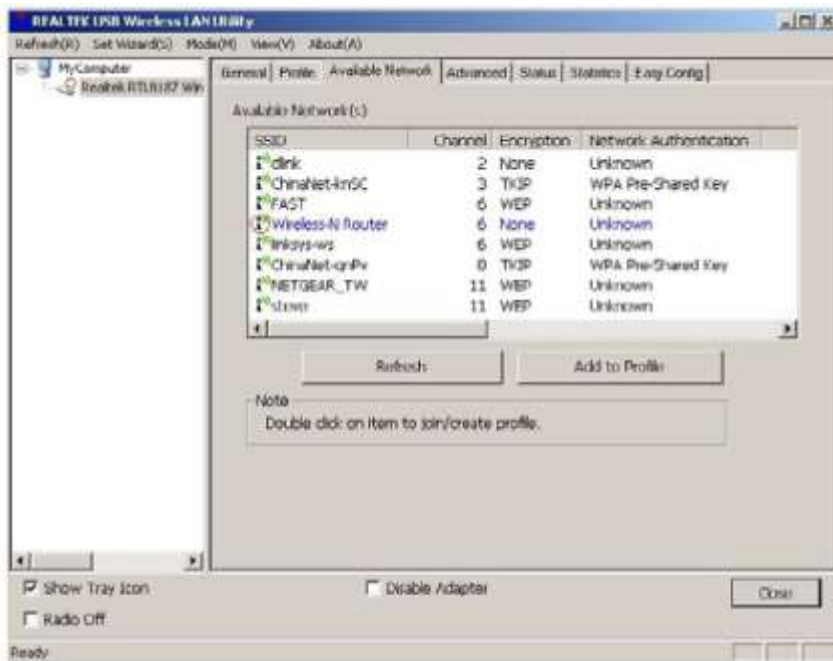 REALTEK USB Wireless LAN Utility
Refresh(R) Set Wizard(S) Mode(M) View(V) About(A)
MyComputer
Realtek RTL8187 Wir
General Profile Available Network Advanced Status Statistics Easy Config
Available Network(s)
SSID Channel Encryption Network Authentication
dlink 2 None Unknown
ChinaNet-knSC 3 TKIP WPA Pre-Shared Key
FAST 6 WEP Unknown
Wireless-N Router 6 None Unknown
linksys-ws 6 WEP Unknown
TKIP WPA Pre-Shared Key
NETGEAR_TW 11 WEP Unknown
11 WEP Unknown
Refresh Add to Profile
Note
Double click on item to join/create profile.
Show Tray Icon Disable Adapter Close
Radio Off
Ready